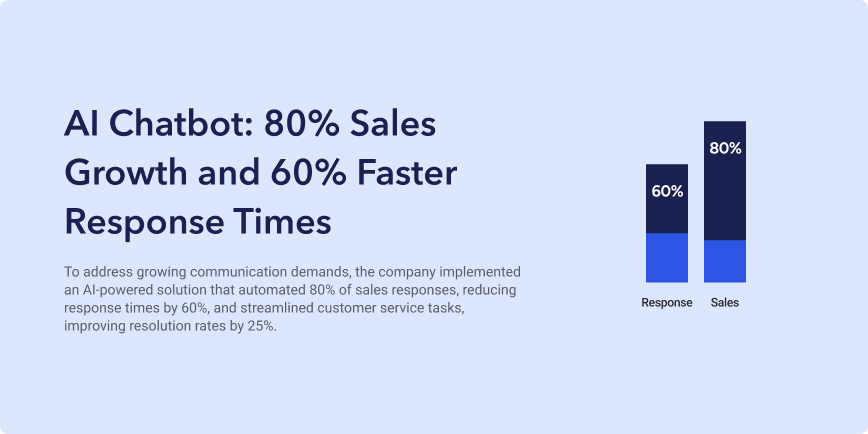 AI Chatbot: 80% Sales
Growth and 60% Faster
Response Times
To address growing communication demands, the company implemented
an AI-powered solution that automated 80% of sales responses, reducing
response times by 60%, and streamlined customer service tasks,
improving resolution rates by 25%.
80%
60%
Response Sales